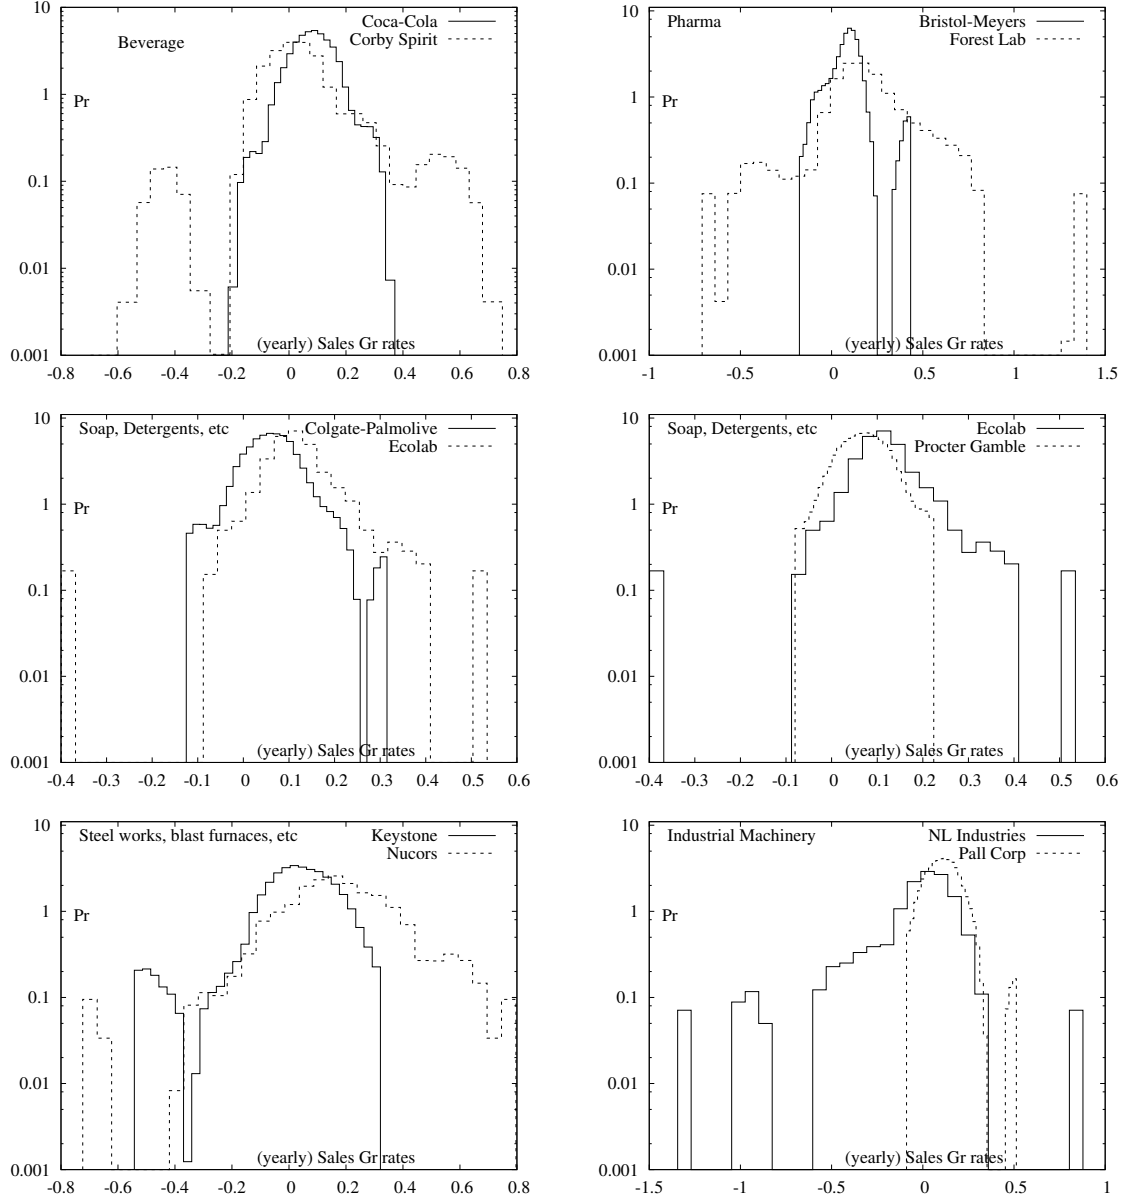 10
1
0.1
0.01
0.001
Beverage
Coca-Cola
Corby Spirit
Pr
(yearly) Sales Gr rates
-0.8 -0.6 -0.4 -0.2 0 0.2 0.4 0.6 0.8
10
1
0.1
0.01
0.001
Pharma
Bristol-Meyers
Forest Lab
Pr
(yearly) Sales Gr rates
-1 -0.5 0 0.5 1 1.5
10
1
0.1
0.01
0.001
Soap, Detergents, etc
Colgate-Palmolive
Ecolab
Pr
(yearly) Sales Gr rates
-0.4 -0.3 -0.2 -0.1 0 0.1 0.2 0.3 0.4 0.5 0.6
10
1
0.1
0.01
0.001
Soap, Detergents, etc
Ecolab
Procter Gamble
Pr
(yearly) Sales Gr rates
-0.4 -0.3 -0.2 -0.1 0 0.1 0.2 0.3 0.4 0.5 0.6
10
1
0.1
0.01
0.001
Steel works, blast furnaces, etc
Keystone
Nucors
Pr
(yearly) Sales Gr rates
-0.8 -0.6 -0.4 -0.2 0 0.2 0.4 0.6 0.8
10
1
0.1
0.01
0.001
Industrial Machinery
NL Industries
Pall Corp
Pr
(yearly) Sales Gr rates
-1.5 -1 -0.5 0 0.5 1